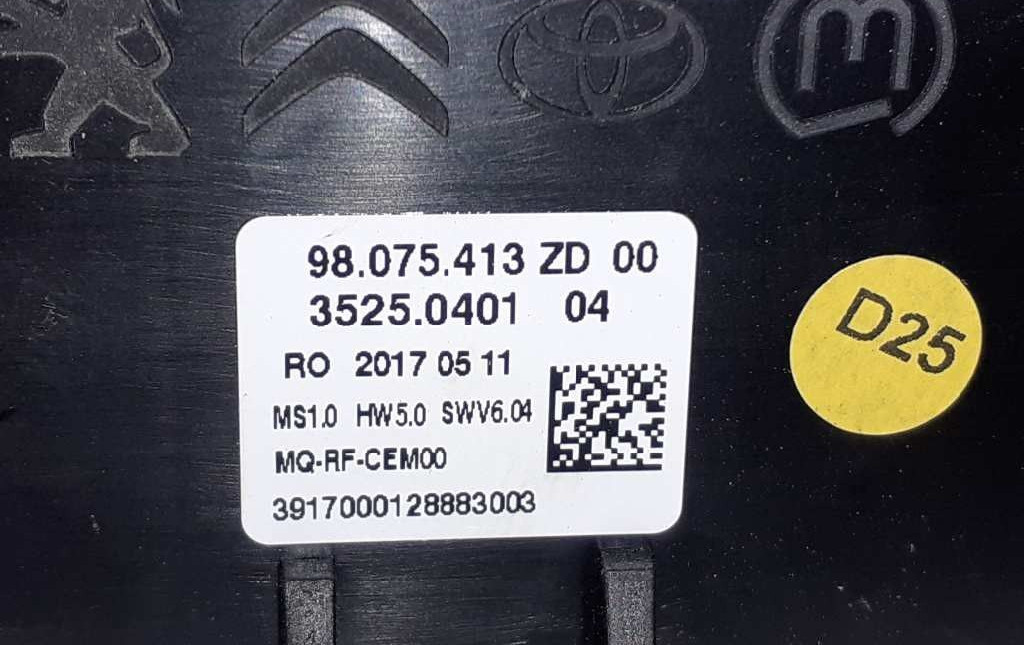 98.075.413 ZD 00
3525.0401 04
RO 2017 05 11
MS1.0 HW5.0 SWV6.04
MQ-RF-CEM00
3917000128883003
D25